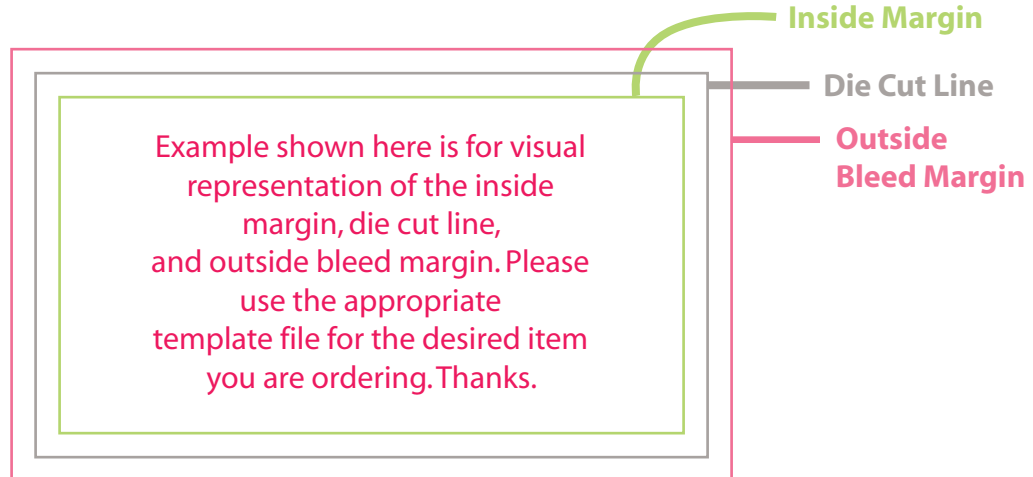 Inside Margin
Die Cut Line
Outside
Bleed Margin
Example shown here is for visual
representation of the inside
margin, die cut line,
and outside bleed margin. Please
use the appropriate
template file for the desired item
you are ordering. Thanks.